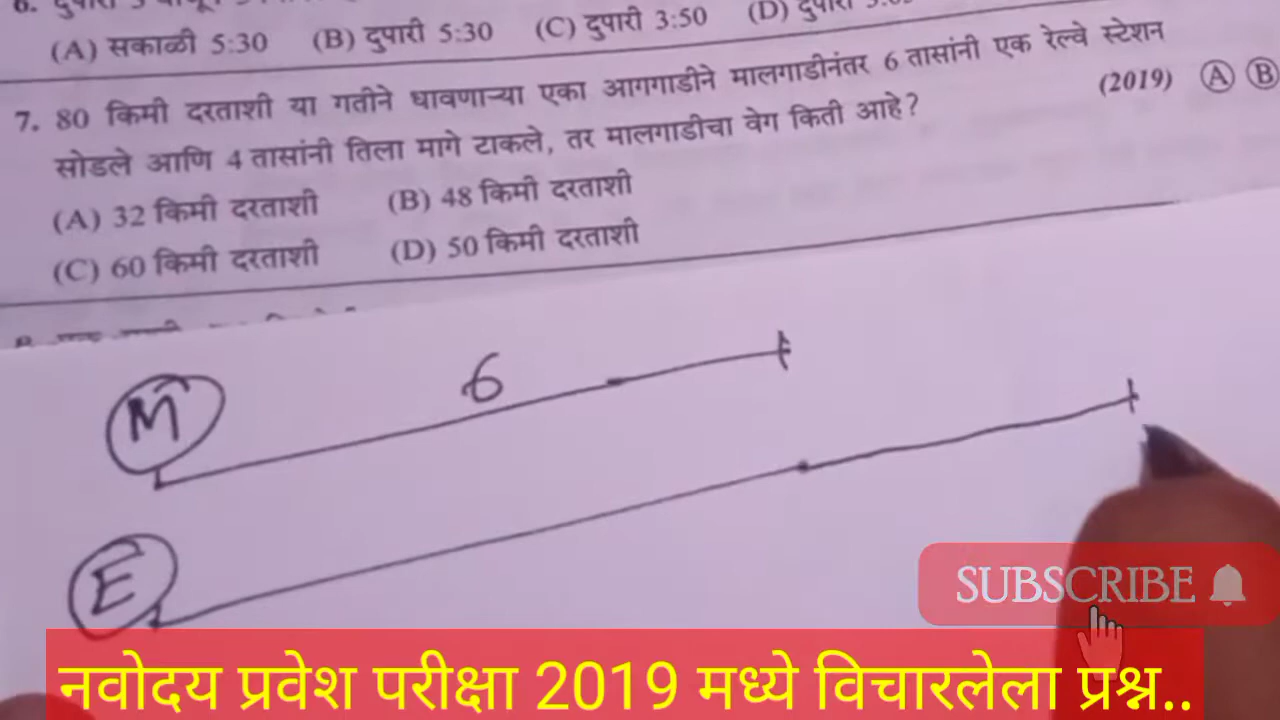 (A) सकाळी 5:30 (B) दुपारी 5:30 (C) दुपारी 3:50 (D) दुपारी
7. 80 किमी दरताशी या गतीने धावणाऱ्या एका आगगाडीने मालगाडीनंतर 6 तासांनी एक रेल्वे स्टेशन
सोडले आणि 4 तासांनी तिला मागे टाकले, तर मालगाडीचा वेग किती आहे? (2019) A B
(A) 32 किमी दरताशी (B) 48 किमी दरताशी
(C) 60 किमी दरताशी (D) 50 किमी दरताशी
M 6
E
SUBSCRIBE
नवोदय प्रवेश परीक्षा 2019 मध्ये विचारलेला प्रश्न..